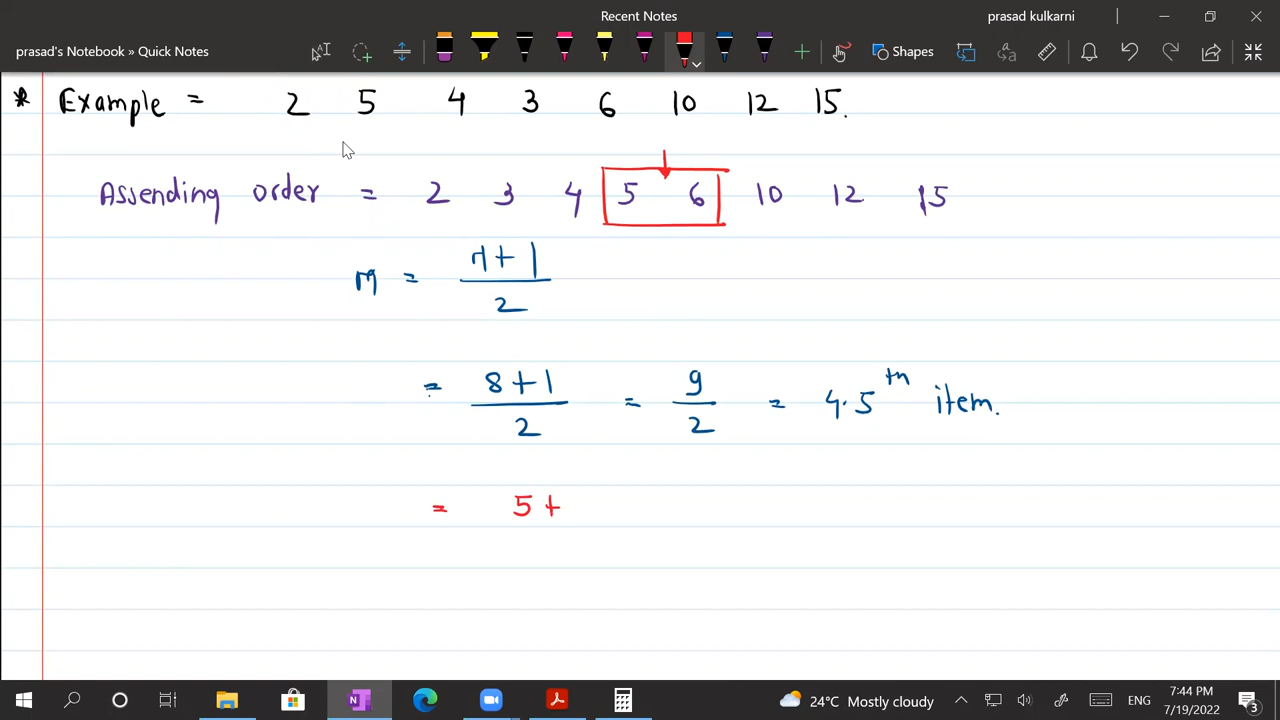 Recent Notes
prasad kulkarni
prasad's Notebook » Quick Notes
Shapes
* Example = 2 5 4 3 6 10 12 15.
Assending order = 2 3 4 5 6 10 12 15
m = n+1 / 2
= 8+1 / 2 = 9 / 2 = 4.5th item.
= 5+
24°C Mostly cloudy
ENG
7:44 PM
7/19/2022
3